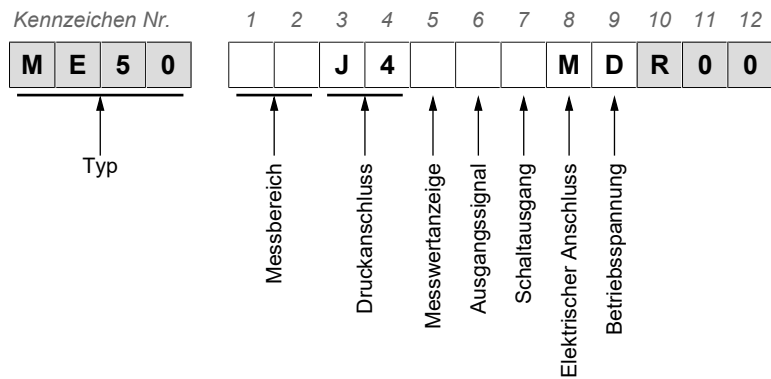 Kennzeichen Nr. 1 2 3 4 5 6 7 8 9 10 11 12
M E 5 0 J 4 M D R 0 0
Typ
Messbereich
Druckanschluss
Messwertanzeige
Ausgangssignal
Schaltausgang
Elektrischer Anschluss
Betriebsspannung